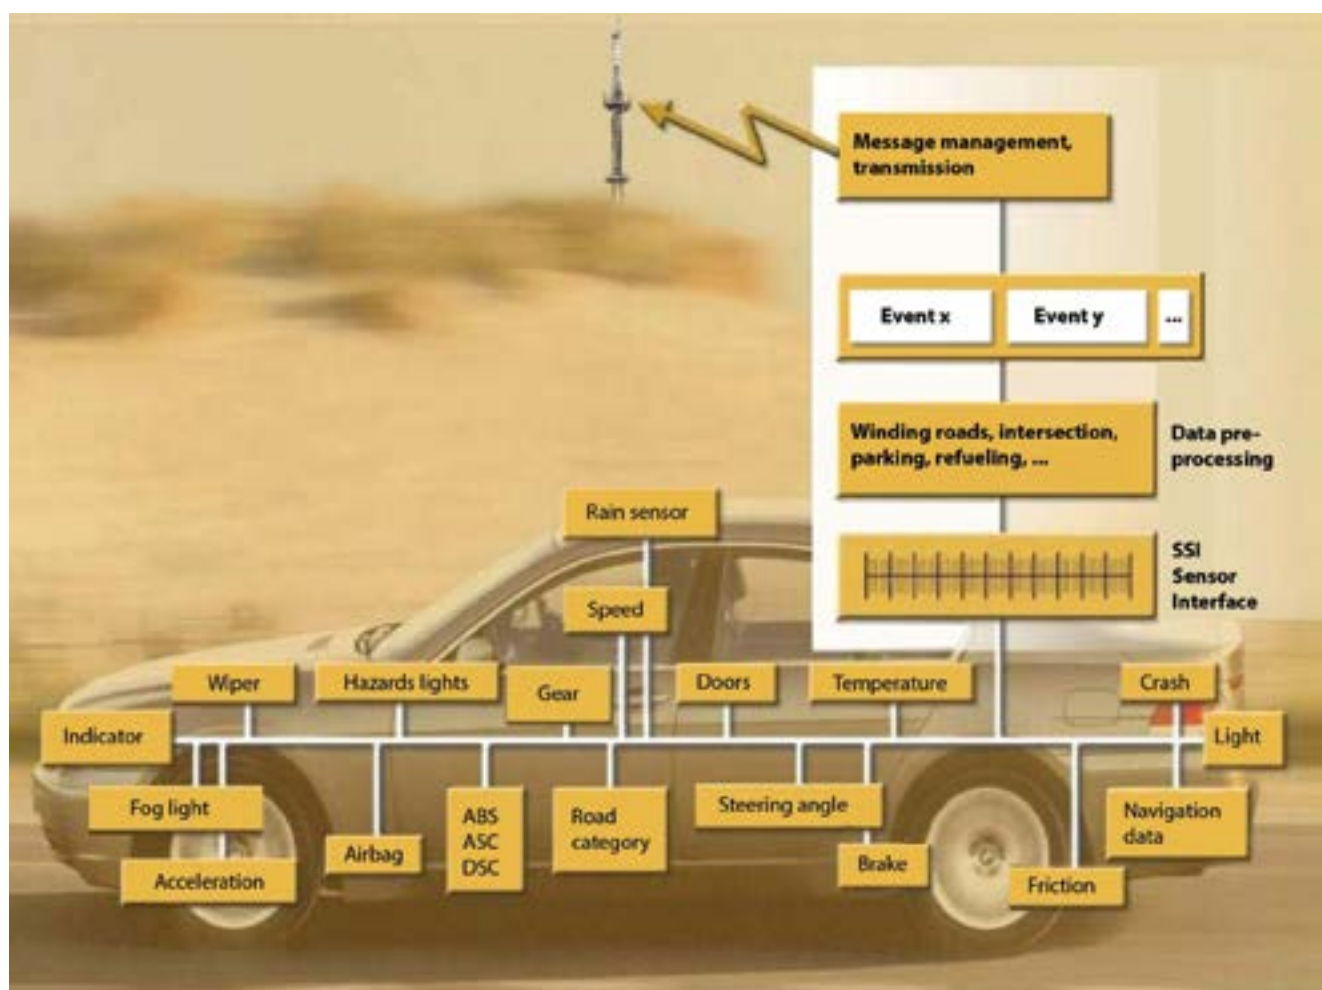 Message management,
transmission
Event x
Event y
...
Winding roads, intersection,
parking, refueling, ...
Data pre-
processing
Rain sensor
SSI
Sensor
Interface
Speed
Wiper
Hazards lights
Gear
Doors
Temperature
Crash
Indicator
Light
Fog light
Acceleration
Airbag
ABS
ASC
DSC
Road
category
Steering angle
Brake
Friction
Navigation
data